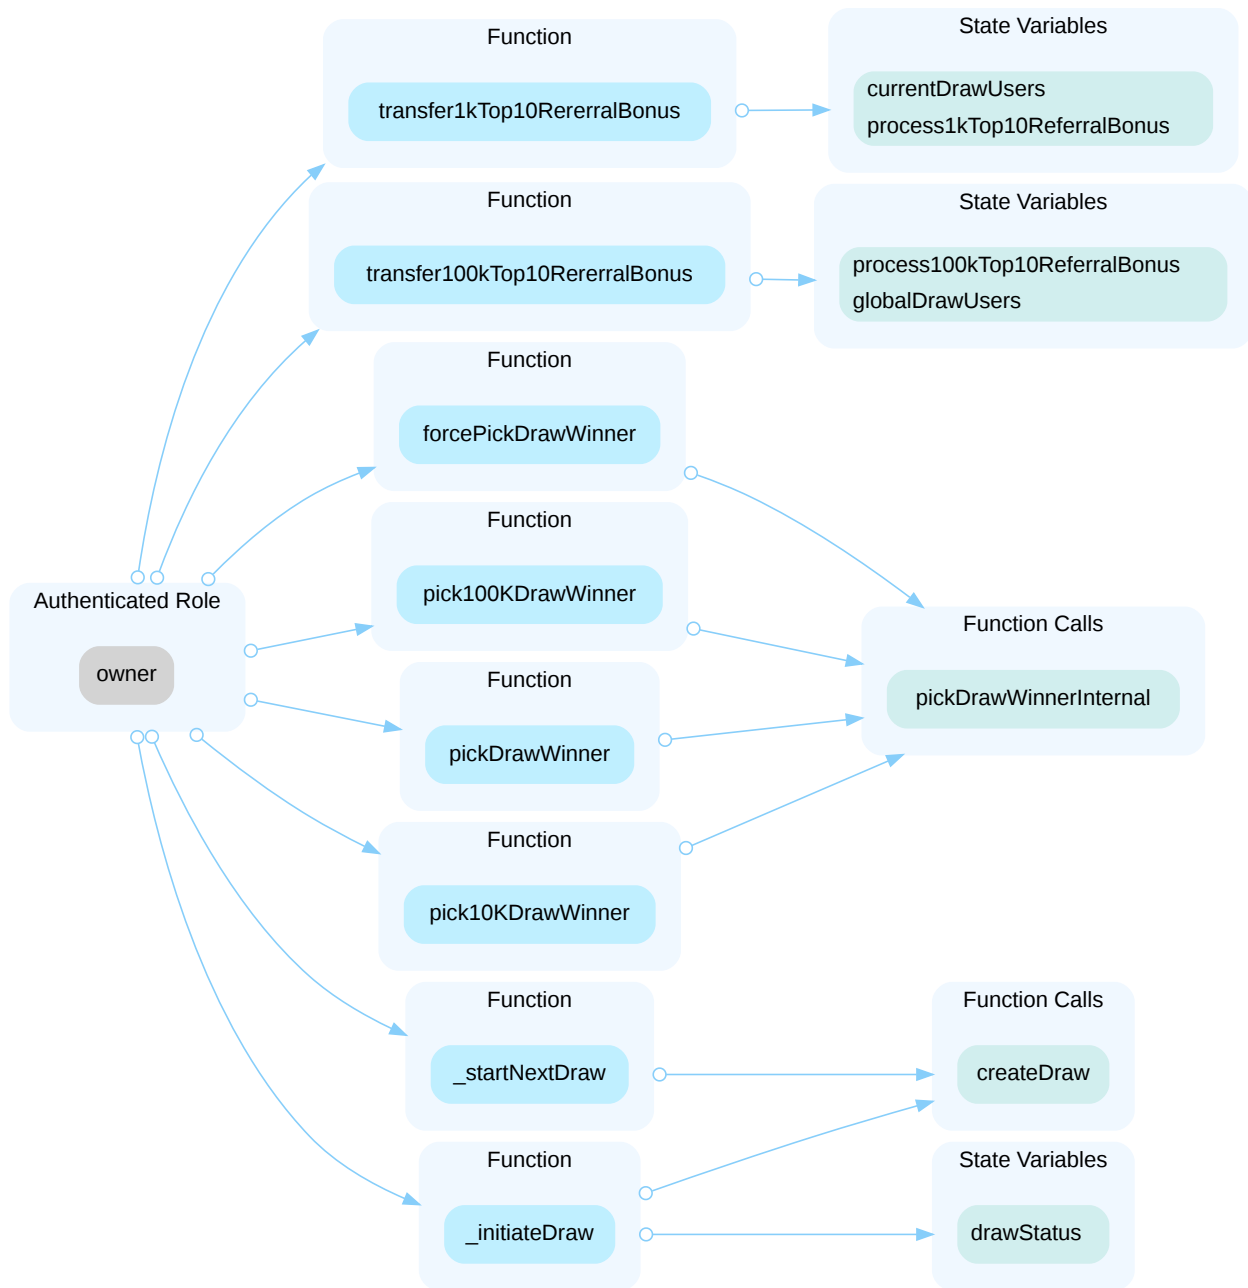 Function
transfer1kTop10RererralBonus
State Variables
currentDrawUsers
process1kTop10ReferralBonus
Function
transfer100kTop10RererralBonus
State Variables
process100kTop10ReferralBonus
globalDrawUsers
Function
forcePickDrawWinner
Function
pick100KDrawWinner
Authenticated Role
owner
Function Calls
pickDrawWinnerInternal
Function
pickDrawWinner
Function
pick10KDrawWinner
Function
_startNextDraw
Function Calls
createDraw
Function
_initiateDraw
State Variables
drawStatus